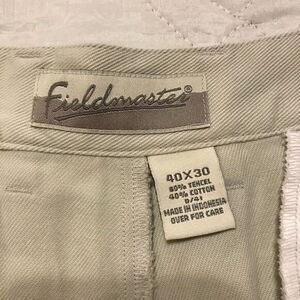 Fieldmaster®
40X30
60% TENCEL
40% COTTON
MADE IN INDONESIA
OVER FOR CARE